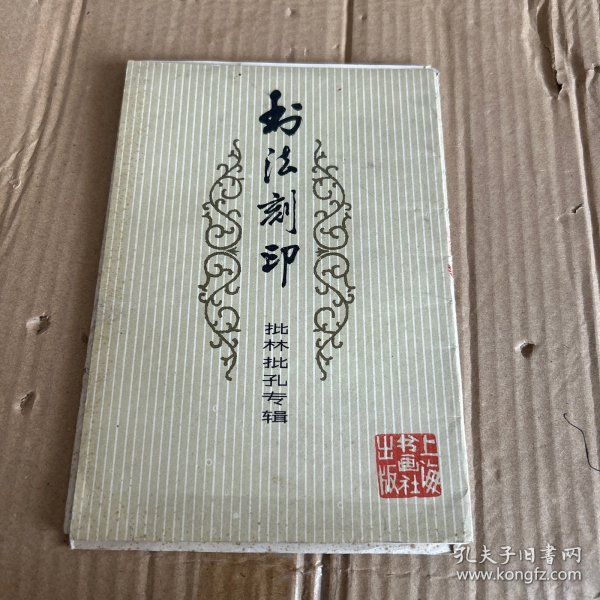 书法刻印
批林批孔专辑
上海
书画社
出版
孔夫子旧书网
www.kongfz.com